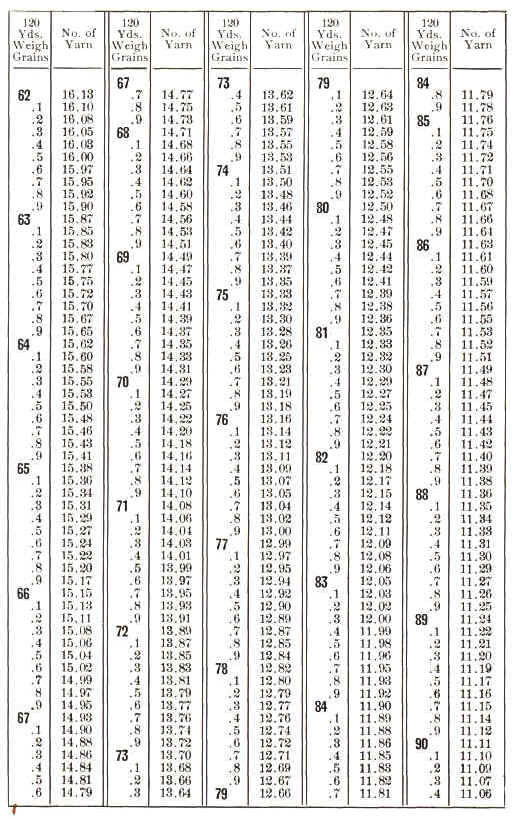 120 120 120 120 120
Yds. No. of Yds. No. of Yds. No. of Yds. No. of Yds. No. of
Weigh Yarn Weigh Yarn Weigh Yarn Weigh Yarn Weigh Yarn
Grains Grains Grains Grains Grains
67 73 79 84
62 16.13 .7 14.77 .4 13.62 .1 12.64 .8 11.79
.1 16.10 .8 14.75 .5 13.61 .2 12.63 .9 11.78
.2 16.08 .9 14.73 .6 13.59 .3 12.61 85 11.76
.3 16.05 68 14.71 .7 13.57 .4 12.59 .1 11.75
.4 16.03 .1 14.68 .8 13.55 .5 12.58 .2 11.74
.5 16.00 .2 14.66 .9 13.53 .6 12.56 .3 11.72
.6 15.97 .3 14.64 74 13.51 .7 12.55 .4 11.71
.7 15.95 .4 14.62 .1 13.50 .8 12.53 .5 11.70
.8 15.92 .5 14.60 .2 13.48 .9 12.52 .6 11.68
.9 15.90 .6 14.58 .3 13.46 80 12.50 .7 11.67
63 15.87 .7 14.56 .4 13.44 .1 12.48 .8 11.66
.1 15.85 .8 14.53 .5 13.42 .2 12.47 .9 11.64
.2 15.83 .9 14.51 .6 13.40 .3 12.45 86 11.63
.3 15.80 69 14.49 .7 13.39 .4 12.44 .1 11.61
.4 15.77 .1 14.47 .8 13.37 .5 12.42 .2 11.60
.5 15.75 .2 14.45 .9 13.35 .6 12.41 .3 11.59
.6 15.72 .3 14.43 75 13.33 .7 12.39 .4 11.57
.7 15.70 .4 14.41 .1 13.32 .8 12.38 .5 11.56
.8 15.67 .5 14.39 .2 13.30 .9 12.36 .6 11.55
.9 15.65 .6 14.37 .3 13.28 81 12.35 .7 11.53
64 15.62 .7 14.35 .4 13.26 .1 12.33 .8 11.52
.1 15.60 .8 14.33 .5 13.25 .2 12.32 .9 11.51
.2 15.58 .9 14.31 .6 13.23 .3 12.30 87 11.49
.3 15.55 70 14.29 .7 13.21 .4 12.29 .1 11.48
.4 15.53 .1 14.27 .8 13.19 .5 12.27 .2 11.47
.5 15.50 .2 14.25 .9 13.18 .6 12.25 .3 11.45
.6 15.48 .3 14.22 76 13.16 .7 12.24 .4 11.44
.7 15.46 .4 14.20 .1 13.14 .8 12.22 .5 11.43
.8 15.43 .5 14.18 .2 13.12 .9 12.21 .6 11.42
.9 15.41 .6 14.16 .3 13.11 82 12.20 .7 11.40
65 15.38 .7 14.14 .4 13.09 .1 12.18 .8 11.39
.1 15.36 .8 14.12 .5 13.07 .2 12.17 .9 11.38
.2 15.34 .9 14.10 .6 13.05 .3 12.15 88 11.36
.3 15.31 71 14.08 .7 13.04 .4 12.14 .1 11.35
.4 15.29 .1 14.06 .8 13.02 .5 12.12 .2 11.34
.5 15.27 .2 14.04 .9 13.00 .6 12.11 .3 11.33
.6 15.24 .3 14.03 77 12.99 .7 12.09 .4 11.31
.7 15.22 .4 14.01 .1 12.97 .8 12.08 .5 11.30
.8 15.20 .5 13.99 .2 12.95 .9 12.06 .6 11.29
.9 15.17 .6 13.97 .3 12.94 83 12.05 .7 11.27
66 15.15 .7 13.95 .4 12.92 .1 12.03 .8 11.26
.1 15.13 .8 13.93 .5 12.90 .2 12.02 .9 11.25
.2 15.11 .9 13.91 .6 12.89 .3 12.00 89 11.24
.3 15.08 72 13.89 .7 12.87 .4 11.99 .1 11.22
.4 15.06 .1 13.87 .8 12.85 .5 11.98 .2 11.21
.5 15.04 .2 13.85 .9 12.84 .6 11.96 .3 11.20
.6 15.02 .3 13.83 78 12.82 .7 11.95 .4 11.19
.7 14.99 .4 13.81 .1 12.80 .8 11.93 .5 11.17
8 14.97 .5 13.79 .2 12.79 .9 11.92 .6 11.16
.9 14.95 .6 13.77 .3 12.77 84 11.90 .7 11.15
67 14.93 .7 13.76 .4 12.76 .1 11.89 .8 11.14
.1 14.90 .8 13.74 .5 12.74 .2 11.88 .9 11.12
.2 14.88 .9 13.72 .6 12.72 .3 11.86 90 11.11
.3 14.86 73 13.70 .7 12.71 .4 11.85 .1 11.10
.4 14.84 .1 13.68 .8 12.69 .5 11.83 .2 11.09
.5 14.81 .2 13.66 .9 12.67 .6 11.82 .3 11.07
.6 14.79 .3 13.64 79 12.66 .7 11.81 .4 11.06